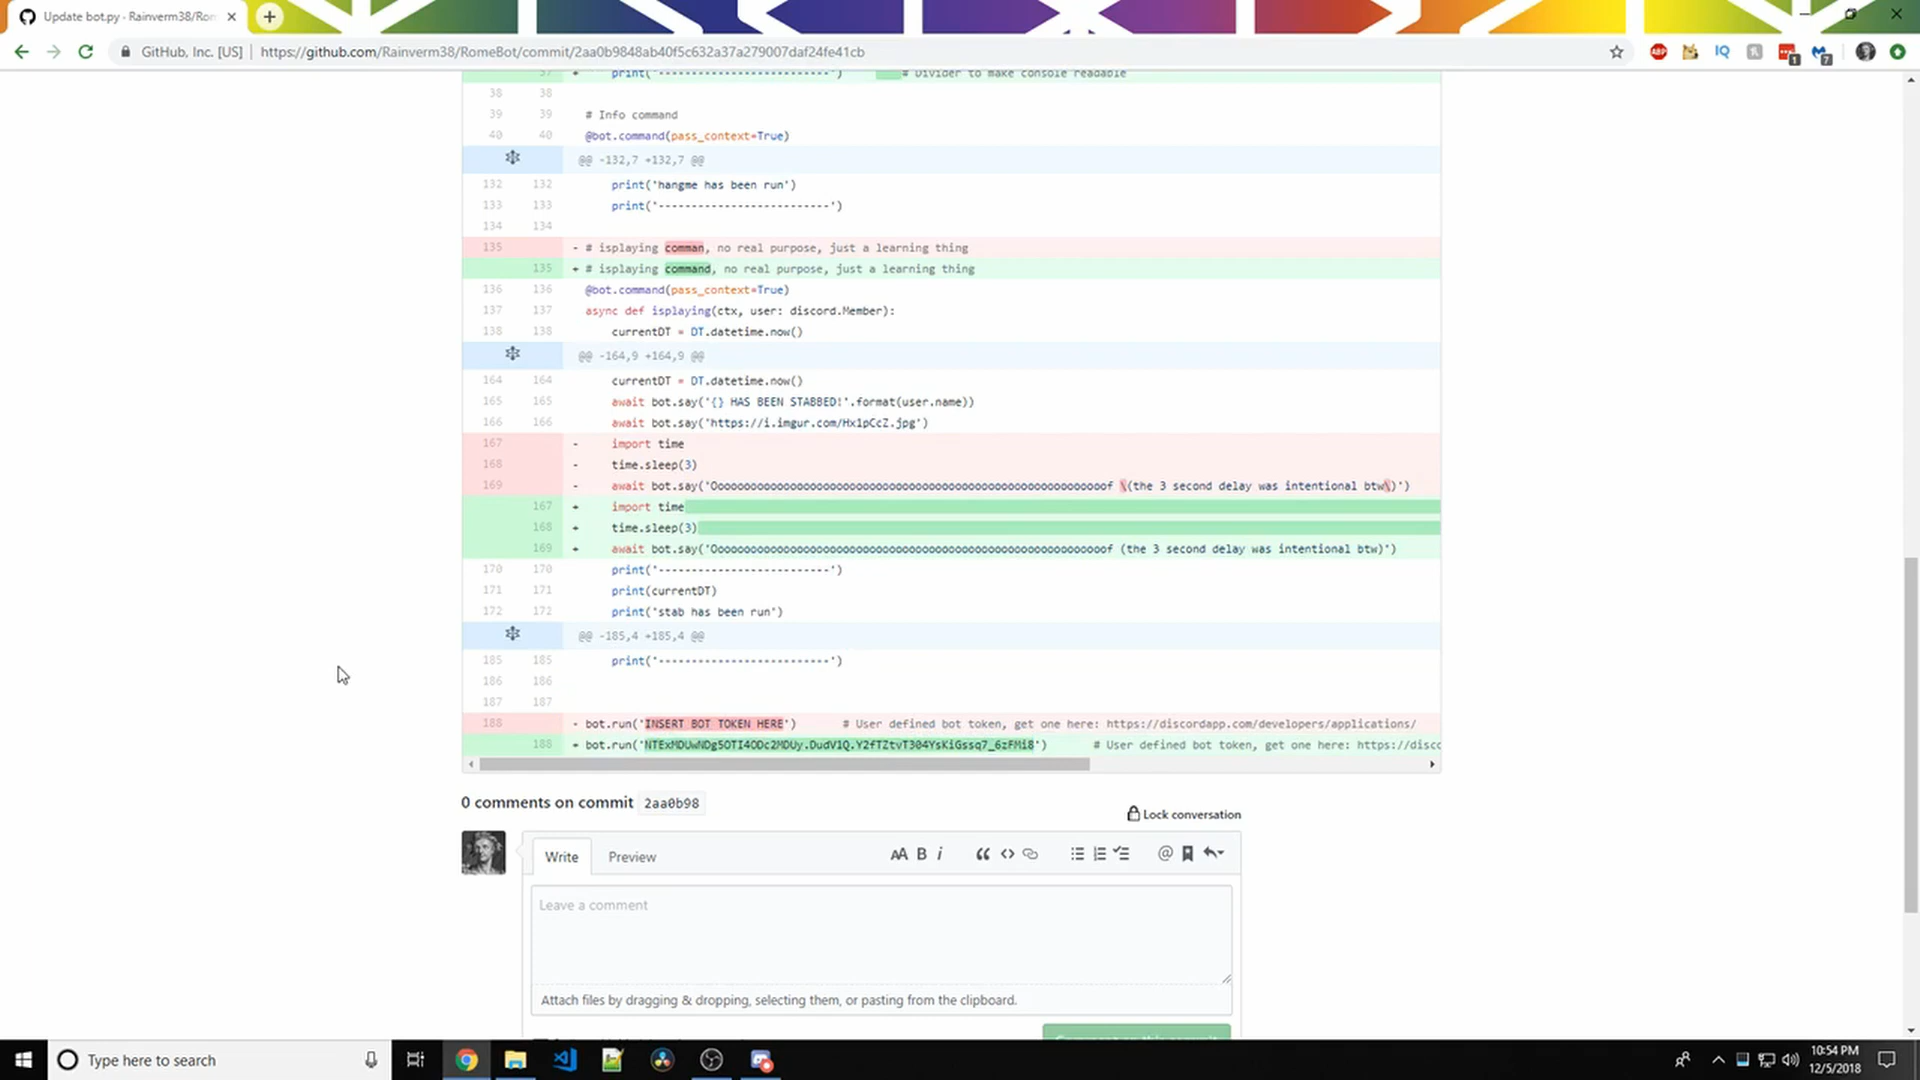 Update bot.py - Rainverm38/Rom
GitHub, Inc. [US] | https://github.com/Rainverm38/RomeBot/commit/2aa0b9848ab40f5c632a37a279007daf24fe41cb
37 + print('--------------------------') # Divider to make console readable
38 38
39 39 # Info command
40 40 @bot.command(pass_context=True)
@@ -132,7 +132,7 @@
132 132 print('hangme has been run')
133 133 print('--------------------------')
134 134
135 - # isplaying comman, no real purpose, just a learning thing
135 + # isplaying command, no real purpose, just a learning thing
136 136 @bot.command(pass_context=True)
137 137 async def isplaying(ctx, user: discord.Member):
138 138 currentDT = DT.datetime.now()
@@ -164,9 +164,9 @@
164 164 currentDT = DT.datetime.now()
165 165 await bot.say('{} HAS BEEN STABBED!'.format(user.name))
166 166 await bot.say('https://i.imgur.com/Hx1pCcZ.jpg')
167 - import time
168 - time.sleep(3)
169 - await bot.say('Ooooooooooooooooooooooooooooooooooooooooooooooooooooooooooooof \(the 3 second delay was intentional btw\)')
167 + import time
168 + time.sleep(3)
169 + await bot.say('Ooooooooooooooooooooooooooooooooooooooooooooooooooooooooooooof (the 3 second delay was intentional btw)')
170 170 print('--------------------------')
171 171 print(currentDT)
172 172 print('stab has been run')
@@ -185,4 +185,4 @@
185 185 print('--------------------------')
186 186
187 187
188 - bot.run('INSERT BOT TOKEN HERE') # User defined bot token, get one here: https://discordapp.com/developers/applications/
188 + bot.run('NTExMDUwNDg5OTI4ODc2MDUy.DudV1Q.Y2fTZtvT304YsKiGssq7_6zFMi8') # User defined bot token, get one here: https://disc
0 comments on commit 2aa0b98
Lock conversation
Write Preview
Leave a comment
Attach files by dragging & dropping, selecting them, or pasting from the clipboard.
Type here to search
10:54 PM
12/5/2018